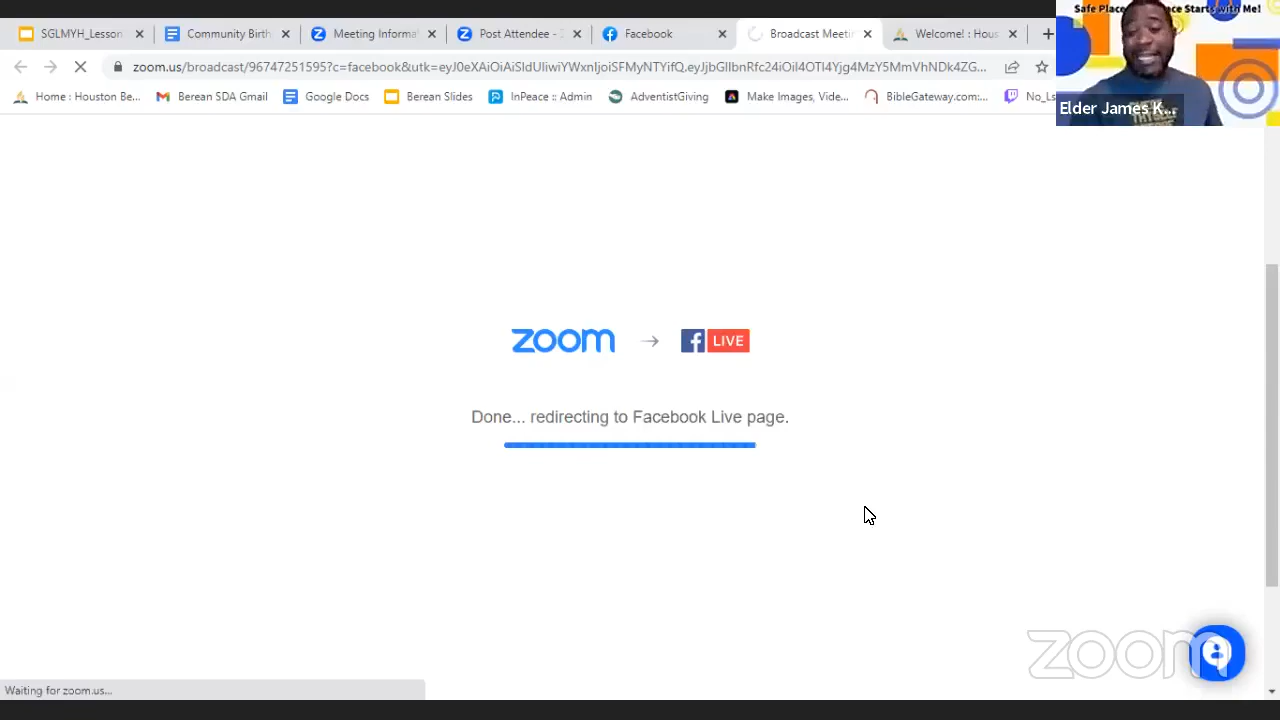 SGLMYH_Lesson
Community Birth
Meeting Informa
Post Attendee -
Facebook
Broadcast Meeti
Welcome! : Hous
Safe Place
ce Starts with Me!
zoom.us/broadcast/96747251595?c=facebook&utk=
Home : Houston Be...
Berean SDA Gmail
Google Docs
Berean Slides
InPeace :: Admin
AdventistGiving
Make Images, Vide...
BibleGateway.com:...
No_Ls
Elder James K...
zoom → f LIVE
Done... redirecting to Facebook Live page.
zoom
Waiting for zoom.us...